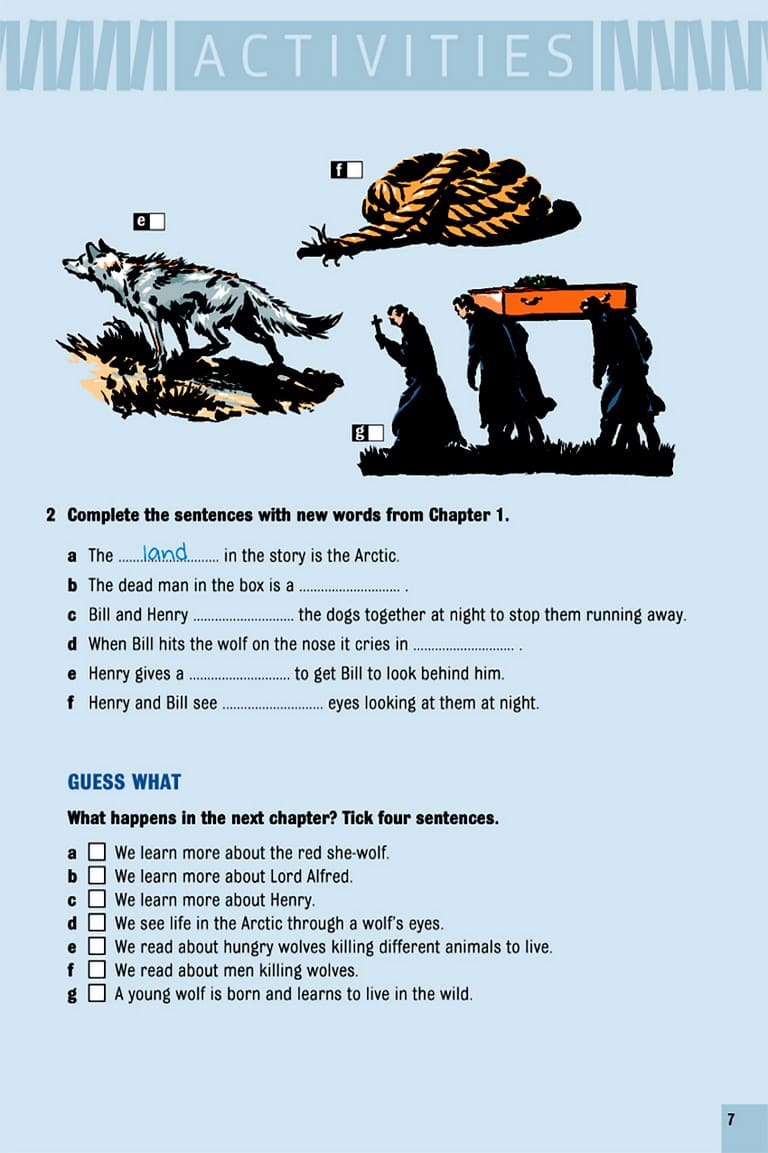 ACTIVITIES
f
e
g
2 Complete the sentences with new words from Chapter 1.
a The ......land......... in the story is the Arctic.
b The dead man in the box is a ............................ .
c Bill and Henry ............................ the dogs together at night to stop them running away.
d When Bill hits the wolf on the nose it cries in ............................ .
e Henry gives a ............................ to get Bill to look behind him.
f Henry and Bill see ............................ eyes looking at them at night.
GUESS WHAT
What happens in the next chapter? Tick four sentences.
a We learn more about the red she-wolf.
b We learn more about Lord Alfred.
c We learn more about Henry.
d We see life in the Arctic through a wolf's eyes.
e We read about hungry wolves killing different animals to live.
f We read about men killing wolves.
g A young wolf is born and learns to live in the wild.
7